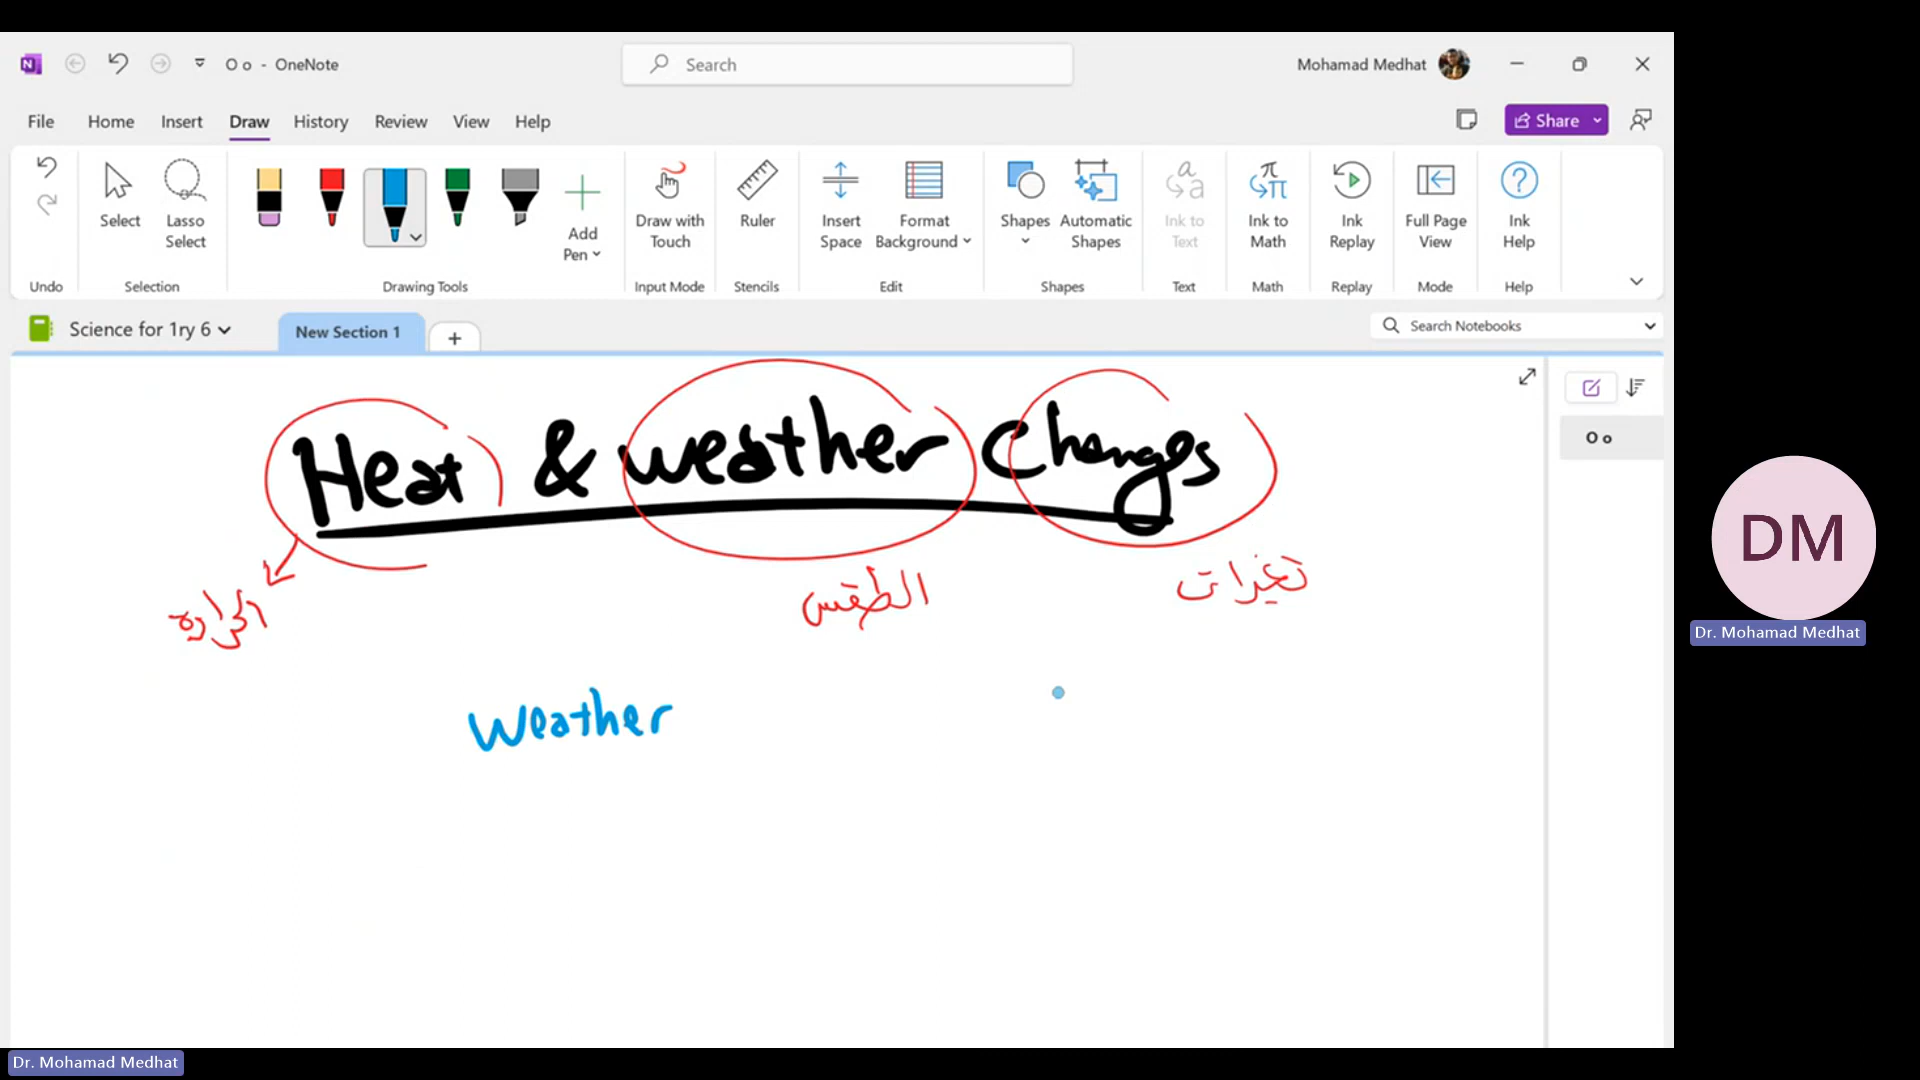 O o - OneNote
Search
Mohamad Medhat
File Home Insert Draw History Review View Help
Share
Select
Lasso Select
Add Pen
Draw with Touch
Ruler
Insert Space
Format Background
Shapes
Automatic Shapes
Ink to Text
Ink to Math
Ink Replay
Full Page View
Ink Help
Undo Selection Drawing Tools Input Mode Stencils Edit Shapes Text Math Replay Mode Help
Science for 1ry 6
New Section 1
Search Notebooks
O o
Heat & weather Changes
الحرارة
الطقس
تغيرات
Weather
DM
Dr. Mohamad Medhat
Dr. Mohamad Medhat